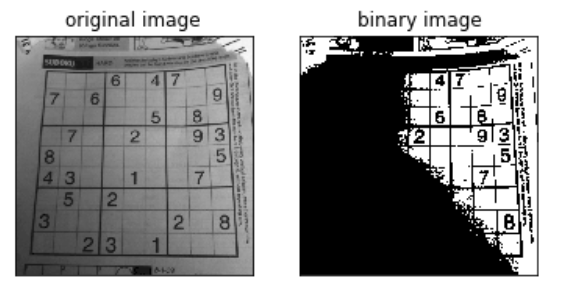 original image
binary image
SUDOKU
6 4 7
7 6 9
5 8
7 2 9 3
8 5
4 3 1 7
5 2
3 2 8
2 3 1
4 7
9
8
2 9 3
5
7
8